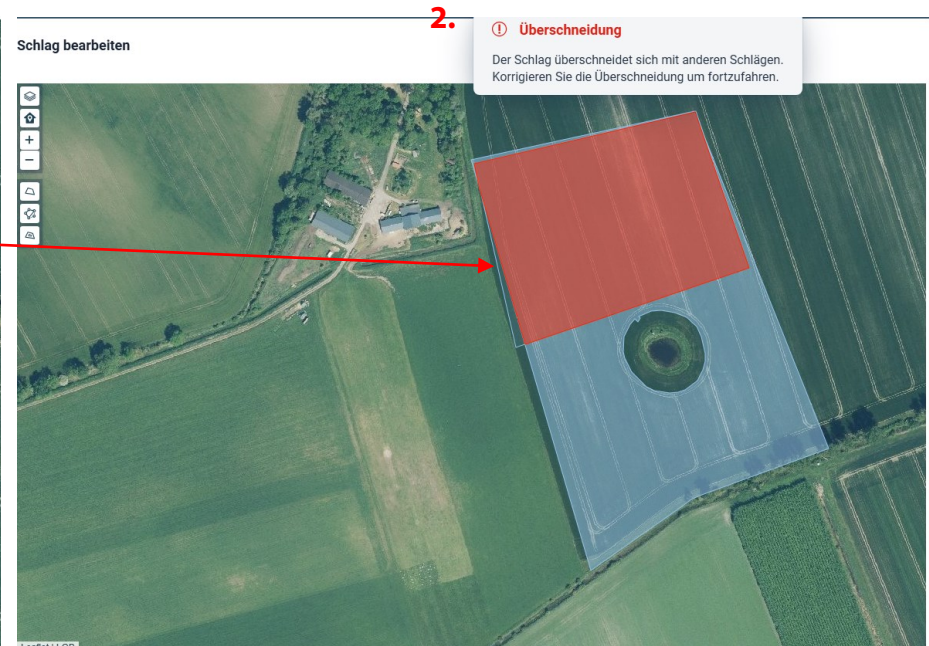 2.
Überschneidung
Schlag bearbeiten
Der Schlag überschneidet sich mit anderen Schlägen.
Korrigieren Sie die Überschneidung um fortzufahren.
+
−